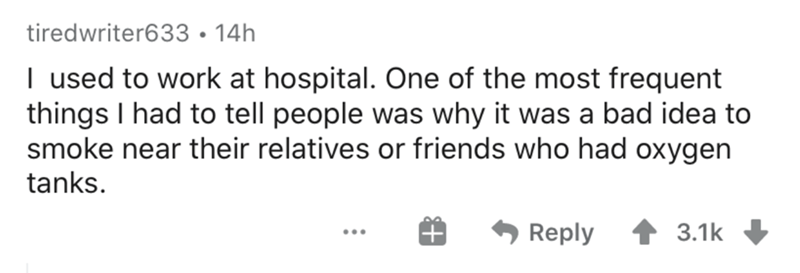 tiredwriter633 • 14h
I used to work at hospital. One of the most frequent
things I had to tell people was why it was a bad idea to
smoke near their relatives or friends who had oxygen
tanks.
... Reply 3.1k